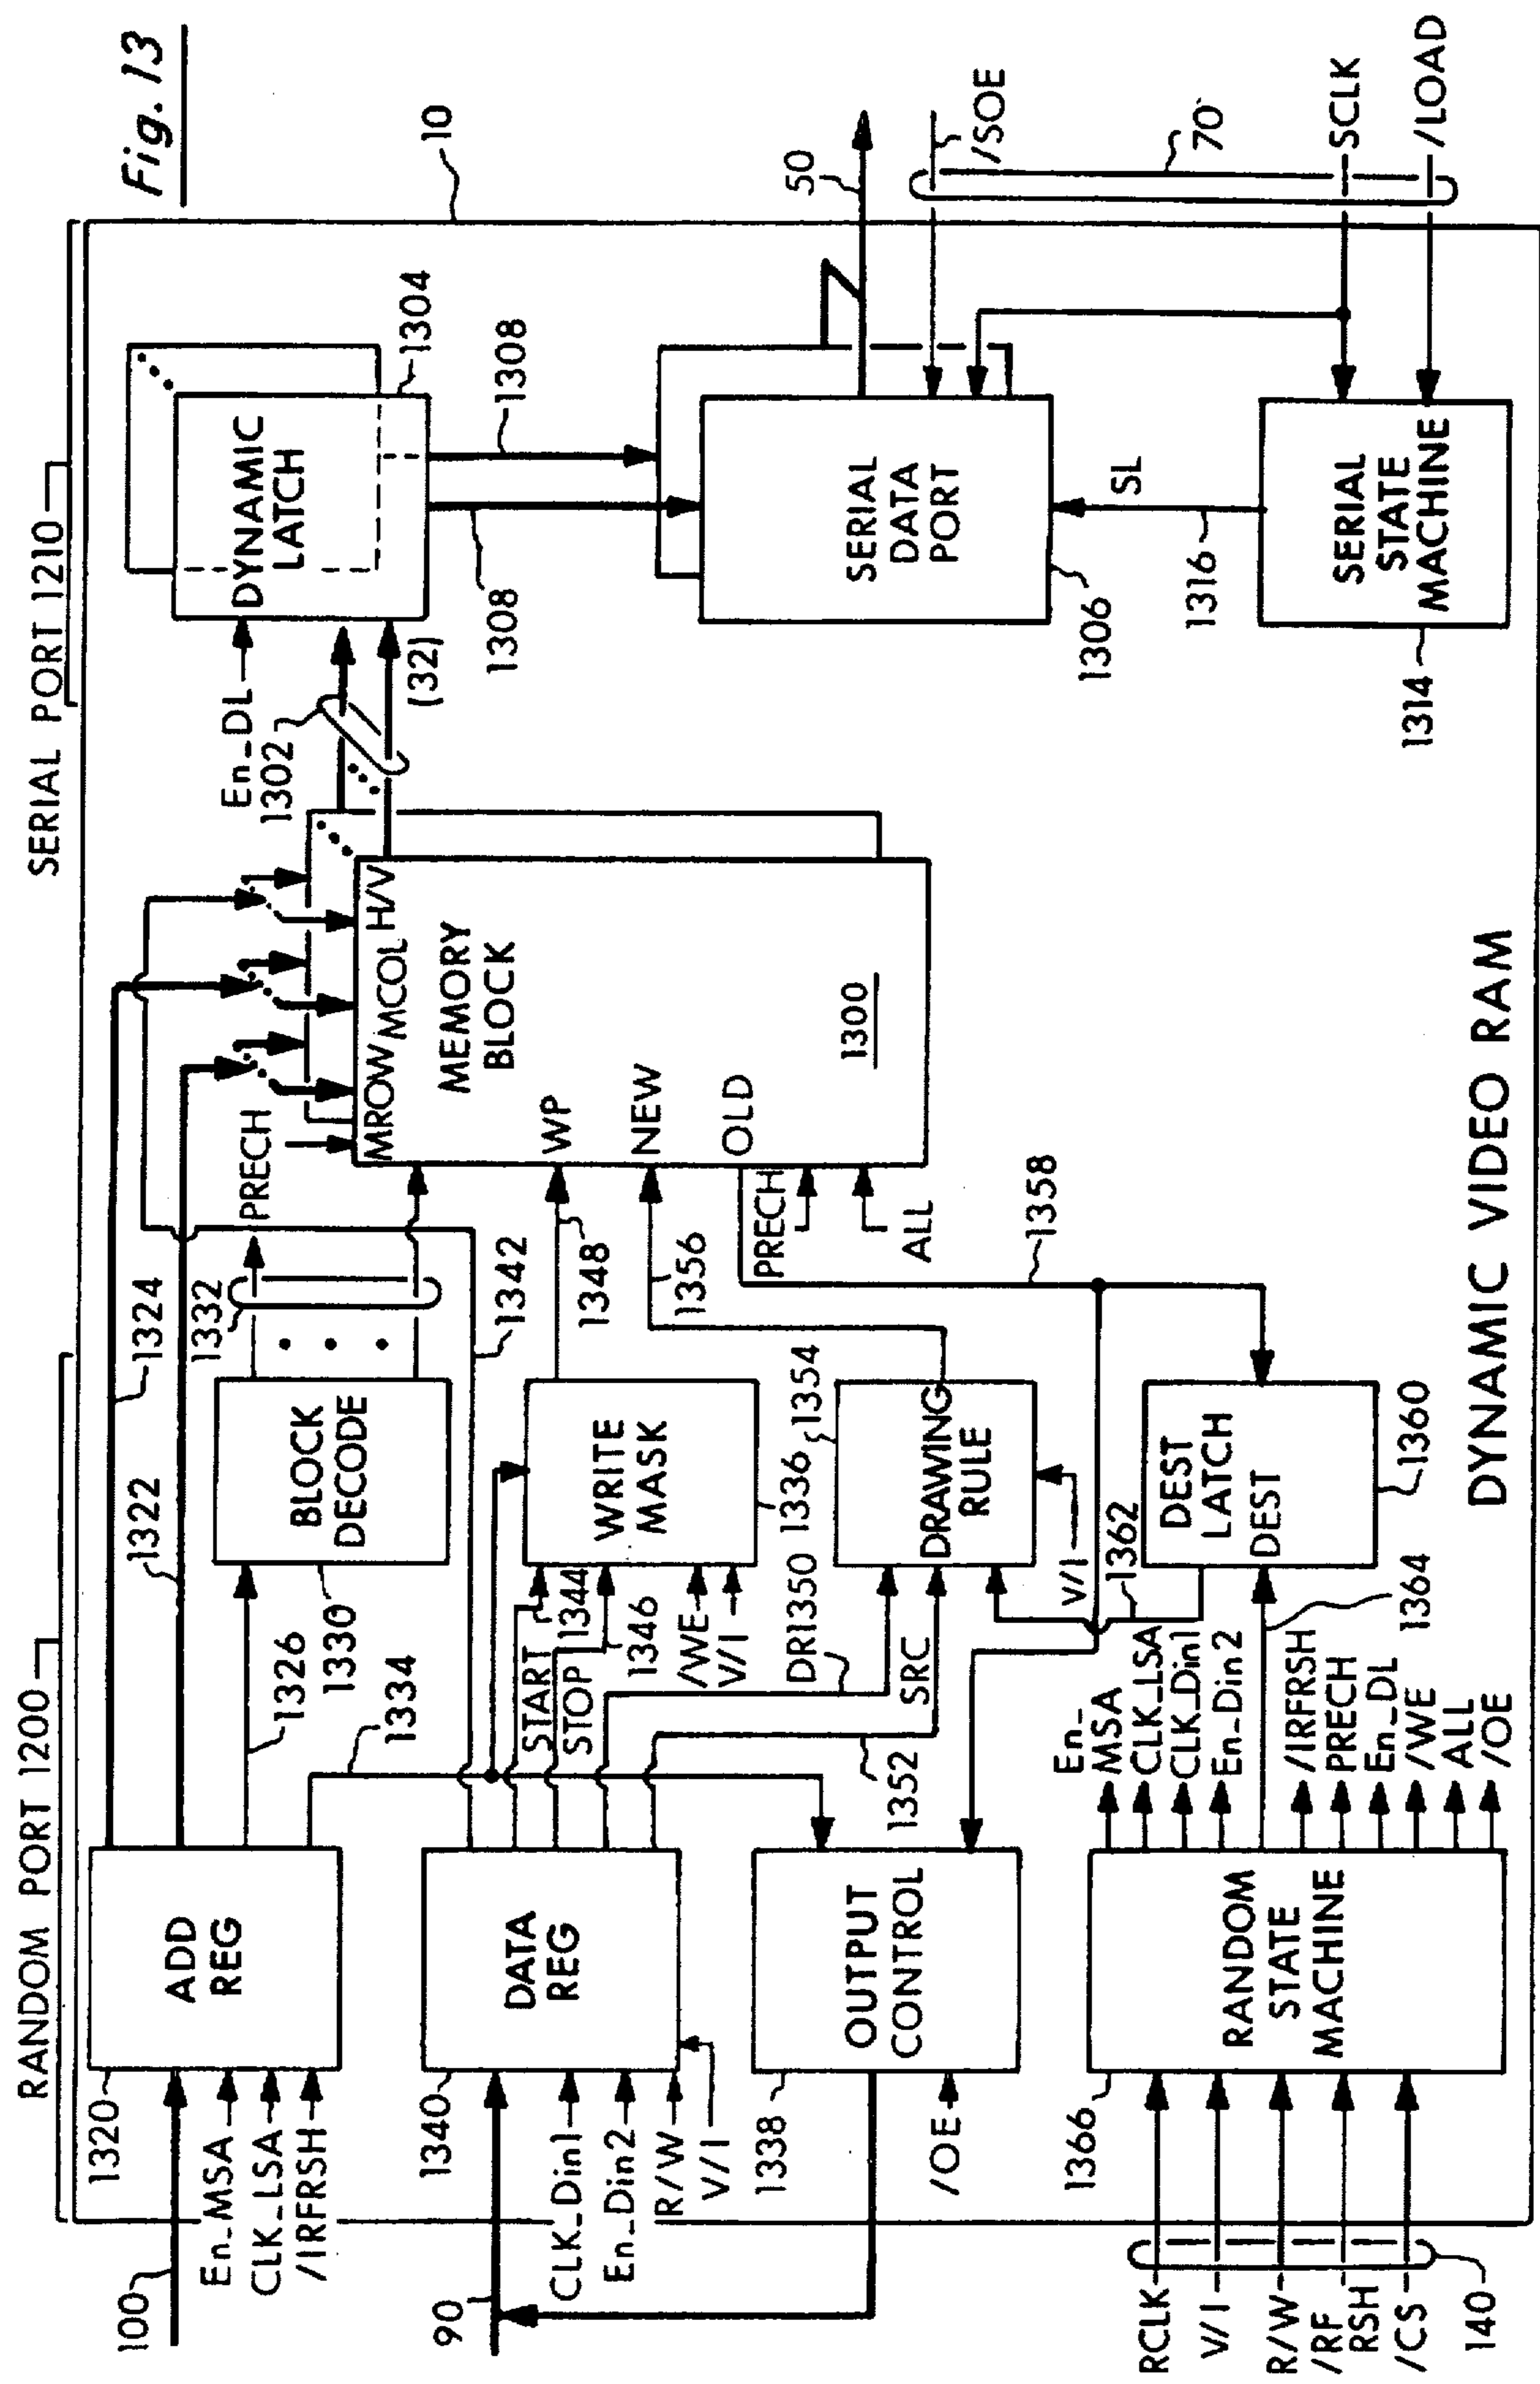 Fig. 13
RANDOM PORT 1200
SERIAL PORT 1210
10
100
En_MSA
CLK_LSA
/IRFRSH
1320
ADD
REG
1324
1322
1326
1334
BLOCK
DECODE
1330
1332
PRECH
90
CLK_Din1
En_Din2
R/W
V/I
1340
DATA
REG
1342
START
1344
STOP
1346
/WE
V/I
WRITE
MASK
1336
1348
DR1350
SRC
1352
DRAWING
RULE
1354
V/I
1356
1338
OUTPUT
CONTROL
/OE
1358
DEST
LATCH
DEST
1360
1362
1364
RCLK
V/I
R/W
/RF
RSH
/CS
140
1366
RANDOM
STATE
MACHINE
En_
MSA
CLK_LSA
CLK_Din1
En_Din2
/IRFRSH
PRECH
En_DL
/WE
ALL
/OE
MROW
MCOL
H/V
MEMORY
BLOCK
1300
WP
NEW
OLD
PRECH
ALL
En_DL
1302
(32)
DYNAMIC
LATCH
1304
1308
1308
SERIAL
DATA
PORT
1306
50
/SOE
70
SCLK
/LOAD
SL
1316
SERIAL
STATE
MACHINE
1314
DYNAMIC VIDEO RAM